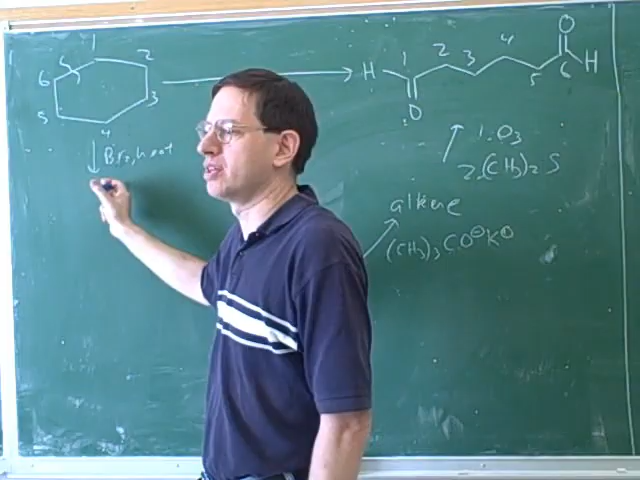 1
2
3
4
5
6
Br₂, heat
H
1
2
3
4
5
6
O
O
H
1. O₃
2. (CH₃)₂ S
alkene
(CH₃)₃CO⊖K⊕